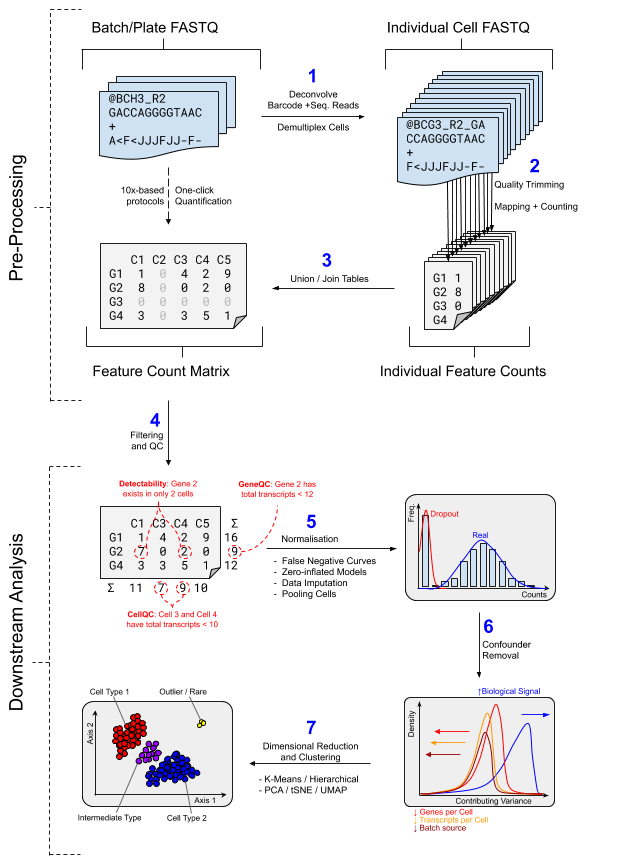 Batch/Plate FASTQ
Individual Cell FASTQ
@BCH3_R2
GACCAGGGGTAAC
+
A<F<JJJFJJ-F-
1
Deconvolve
Barcode +Seq. Reads
Demultiplex Cells
@BCG3_R2_GA
CCAGGGGTAAC
+
F<JJJFJJ-F-
2
Quality Trimming
Mapping + Counting
10x-based
protocols
One-click
Quantification
Pre-Processing
C1 C2 C3 C4 C5
G1 1 0 4 2 9
G2 8 0 0 2 0
G3 0 0 0 0 0
G4 3 0 3 5 1
3
Union / Join Tables
G1 1
G2 8
G3 0
G4
Feature Count Matrix
Individual Feature Counts
4
Filtering
and QC
Downstream Analysis
Detectability: Gene 2
exists in only 2 cells
GeneQC: Gene 2 has
total transcripts < 12
C1 C3 C4 C5 Σ
G1 1 4 2 9 16
G2 7 0 2 0 9
G4 3 3 5 1 12
Σ 11 7 9 10
CellQC: Cell 3 and Cell 4
have total transcripts < 10
5
Normalisation
- False Negative Curves
- Zero-inflated Models
- Data Imputation
- Pooling Cells
Freq.
Dropout
Real
Counts
6
Confounder
Removal
↑Biological Signal
Density
Contributing Variance
↓ Genes per Cell
↓ Transcripts per Cell
↓ Batch source
7
Dimensional Reduction
and Clustering
- K-Means / Hierarchical
- PCA / tSNE / UMAP
Cell Type 1
Outlier / Rare
Axis 2
Axis 1
Intermediate Type
Cell Type 2